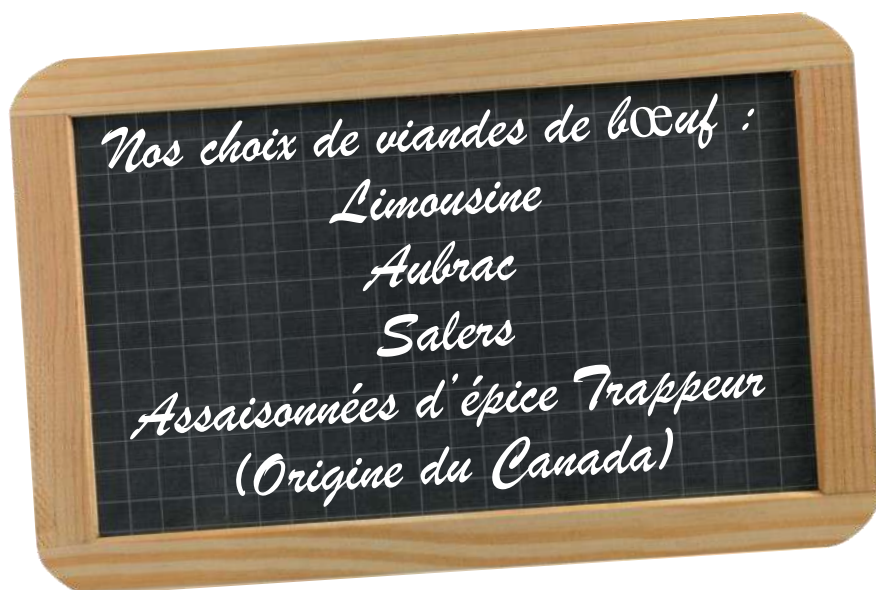 Nos choix de viandes de bœuf :
Limousine
Aubrac
Salers
Assaisonnées d'épice Trappeur
(Origine du Canada)